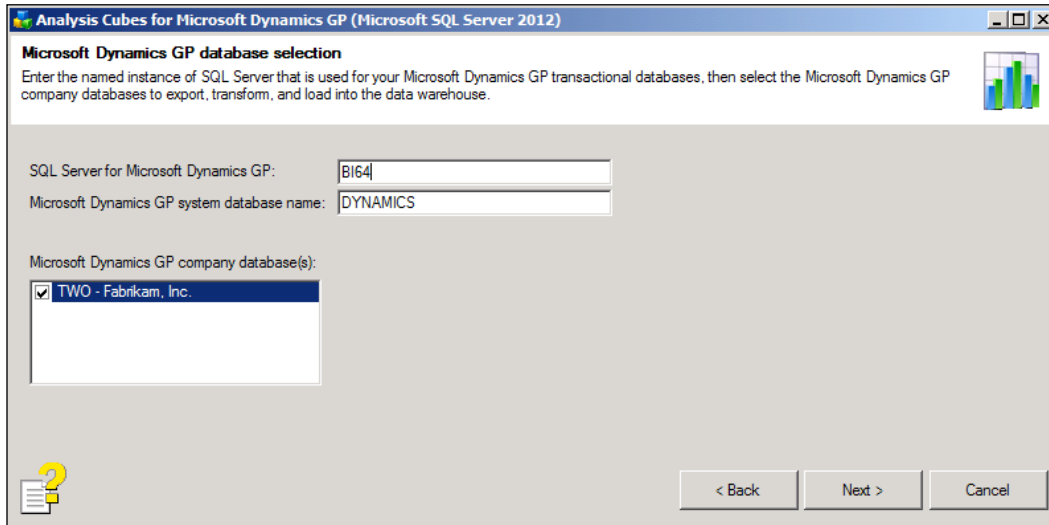 Analysis Cubes for Microsoft Dynamics GP (Microsoft SQL Server 2012)
Microsoft Dynamics GP database selection
Enter the named instance of SQL Server that is used for your Microsoft Dynamics GP transactional databases, then select the Microsoft Dynamics GP
company databases to export, transform, and load into the data warehouse.
SQL Server for Microsoft Dynamics GP: BI64
Microsoft Dynamics GP system database name: DYNAMICS
Microsoft Dynamics GP company database(s):
TWO - Fabrikam, Inc.
< Back Next > Cancel